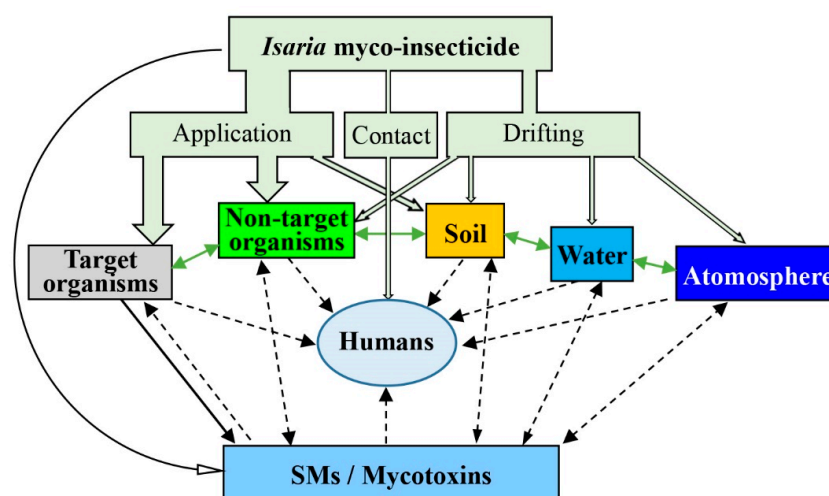 Isaria myco-insecticide
Application
Contact
Drifting
Non-target
organisms
Soil
Target
organisms
Water
Atomosphere
Humans
SMs / Mycotoxins